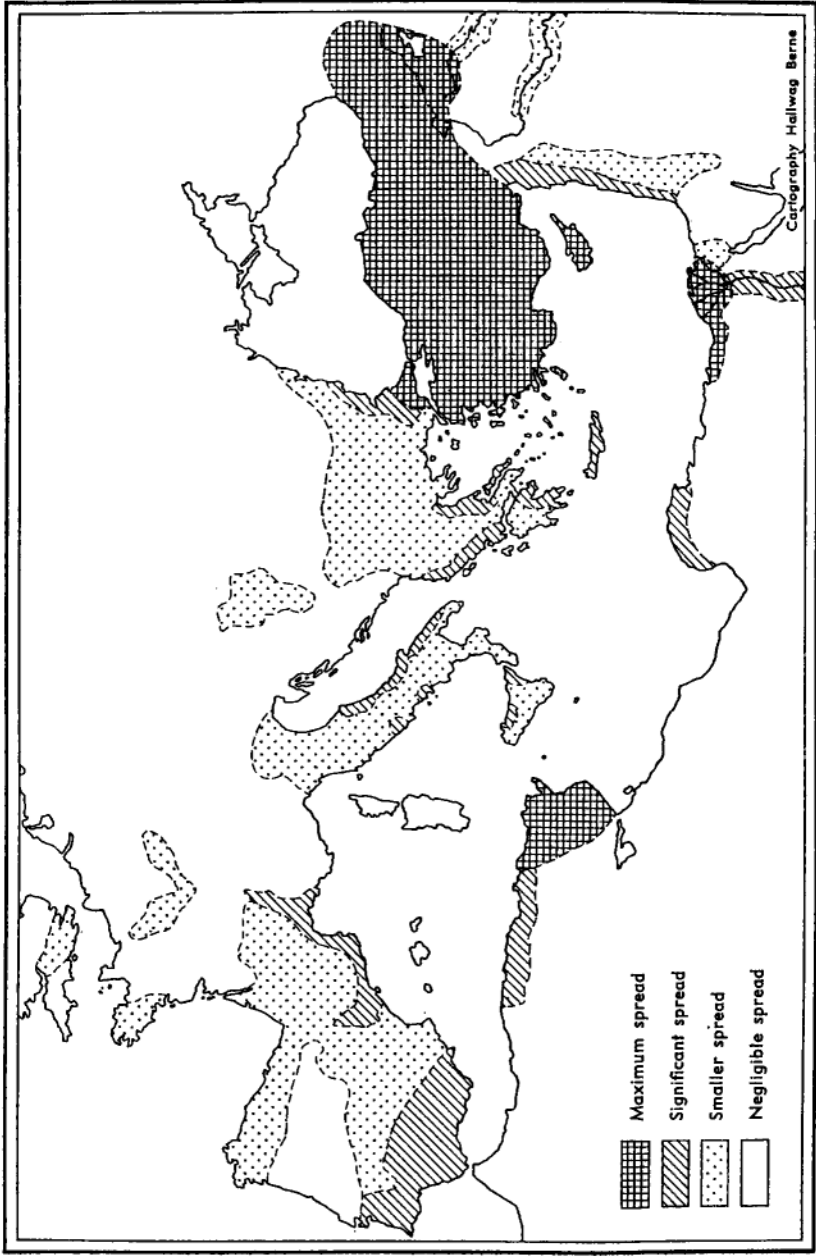 Maximum spread
Significant spread
Smaller spread
Negligible spread
Cartography Hallwag Berne